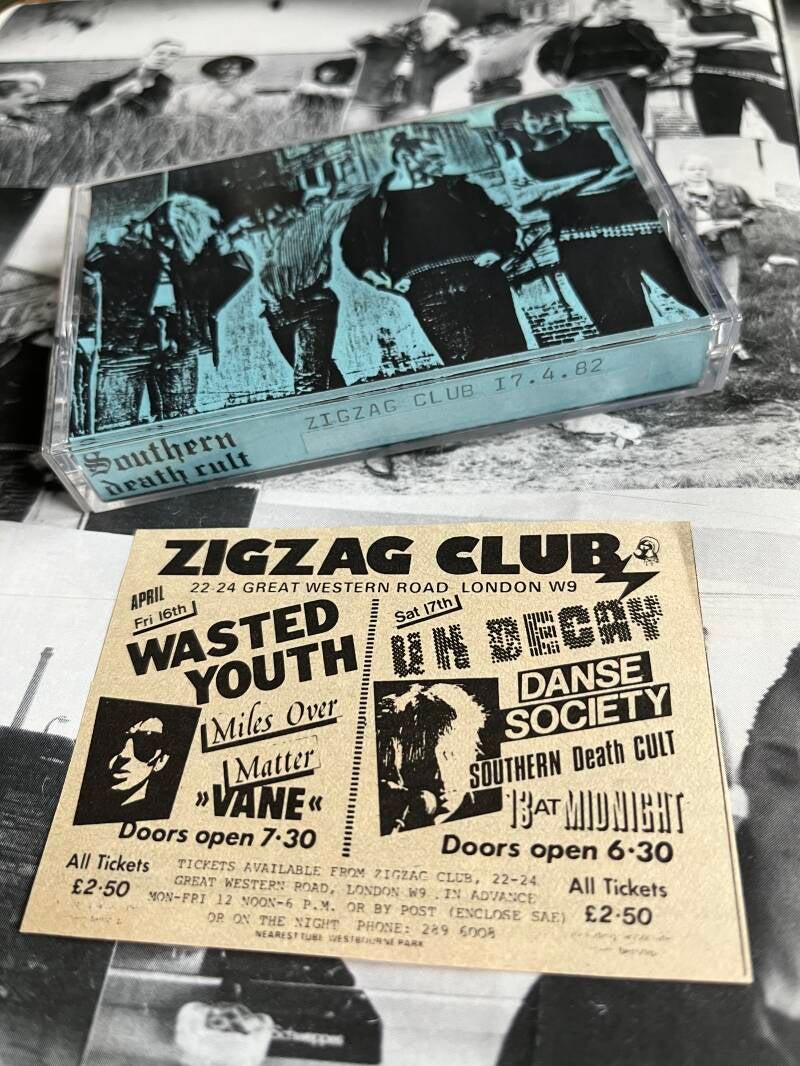 ZIGZAG CLUB I7.4.82
Southern
death cult
ZIGZAG CLUB
22-24 GREAT WESTERN ROAD LONDON W9
APRIL
Fri 16th
WASTED
YOUTH
Miles Over
Matter
»VANE«
Doors open 7·30
All Tickets
£2·50
Sat 17th
UK DECAY
DANSE
SOCIETY
SOUTHERN Death CULT
13 AT MIDNIGHT
Doors open 6·30
All Tickets
£2·50
TICKETS AVAILABLE FROM ZIGZAG CLUB, 22-24
GREAT WESTERN ROAD, LONDON W9 .IN ADVANCE
MON-FRI 12 NOON-6 P.M. OR BY POST (ENCLOSE SAE)
OR ON THE NIGHT PHONE: 289 6008
NEAREST TUBE WESTBOURNE PARK
Schweppes